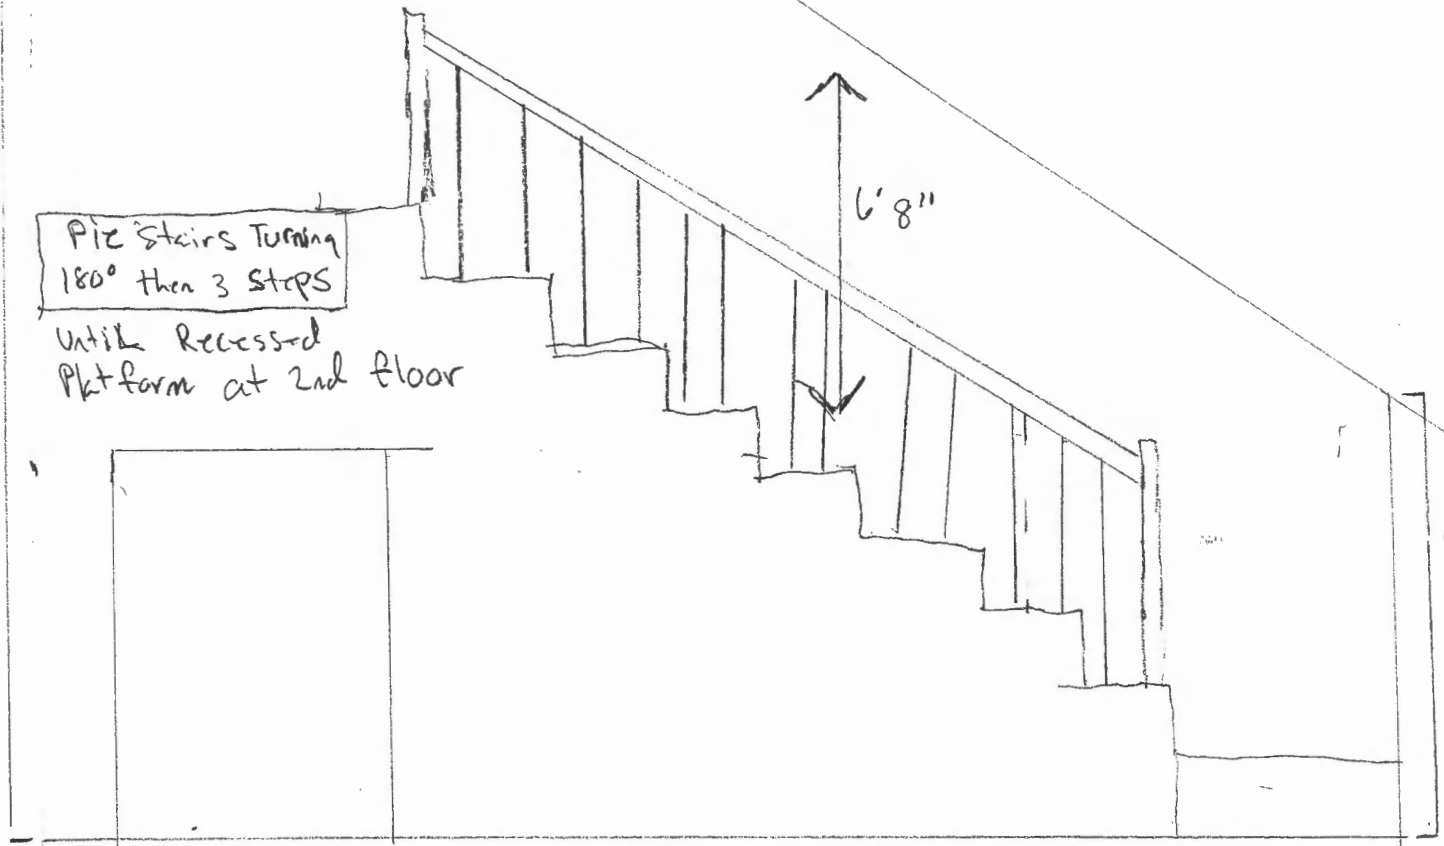 Pie Stairs Turning
180° then 3 Steps
Until Recessed
Platform at 2nd floor
6'8"